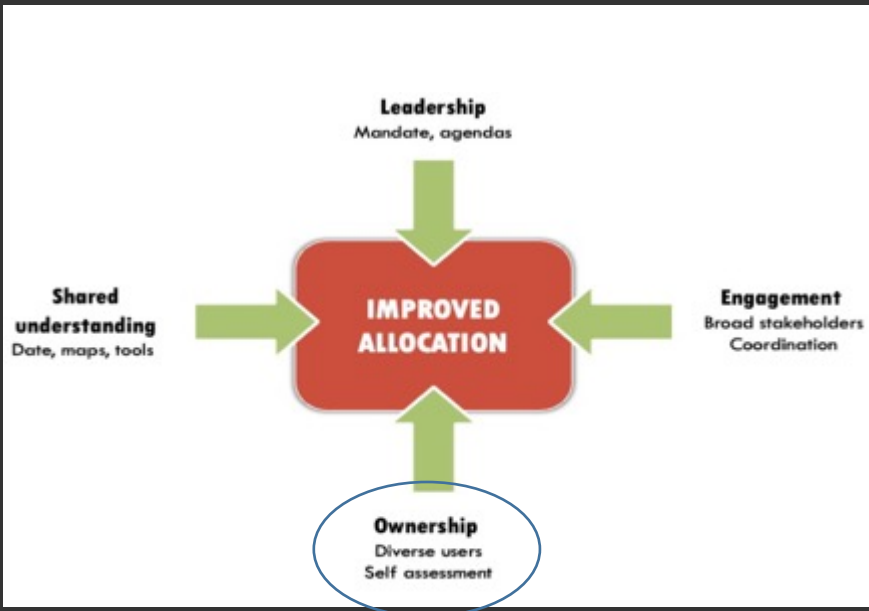 Leadership
Mandate, agendas
Shared
understanding
Date, maps, tools
IMPROVED
ALLOCATION
Engagement
Broad stakeholders
Coordination
Ownership
Diverse users
Self assessment